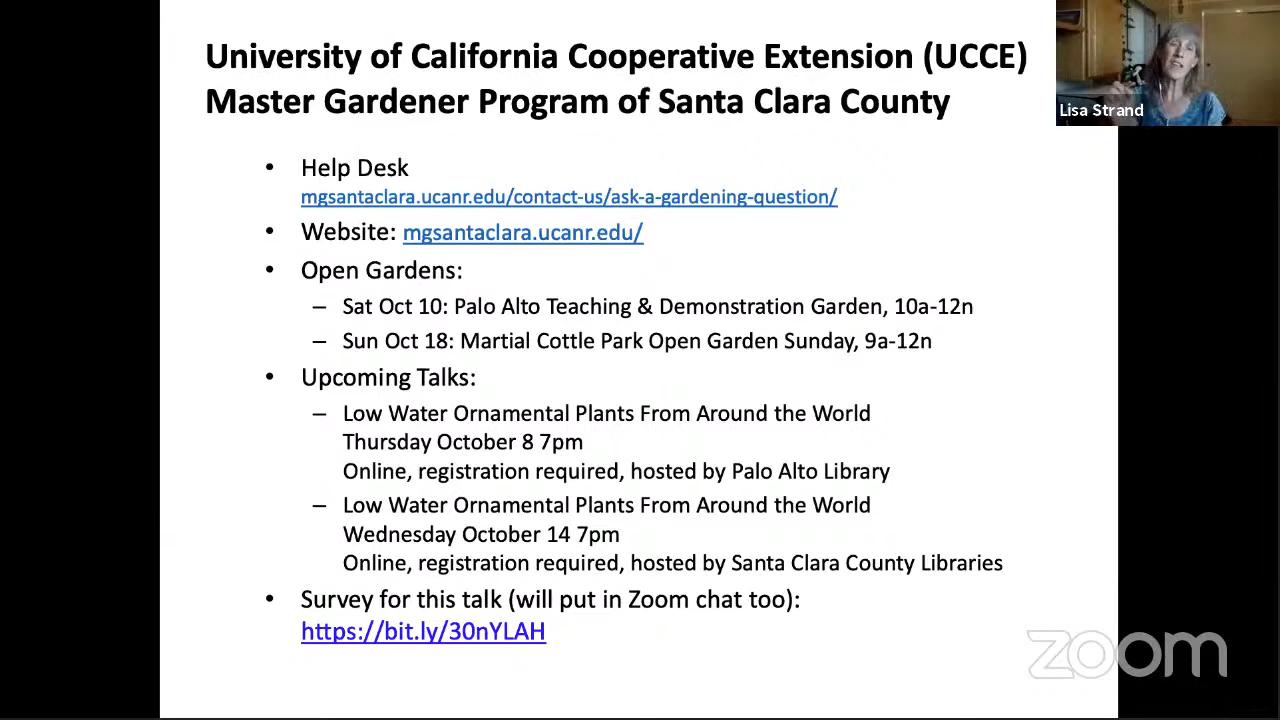 University of California Cooperative Extension (UCCE)
Master Gardener Program of Santa Clara County
Lisa Strand
• Help Desk
mgsantaclara.ucanr.edu/contact-us/ask-a-gardening-question/
• Website: mgsantaclara.ucanr.edu/
• Open Gardens:
– Sat Oct 10: Palo Alto Teaching & Demonstration Garden, 10a-12n
– Sun Oct 18: Martial Cottle Park Open Garden Sunday, 9a-12n
• Upcoming Talks:
– Low Water Ornamental Plants From Around the World
Thursday October 8 7pm
Online, registration required, hosted by Palo Alto Library
– Low Water Ornamental Plants From Around the World
Wednesday October 14 7pm
Online, registration required, hosted by Santa Clara County Libraries
• Survey for this talk (will put in Zoom chat too):
https://bit.ly/30nYLAH
zoom